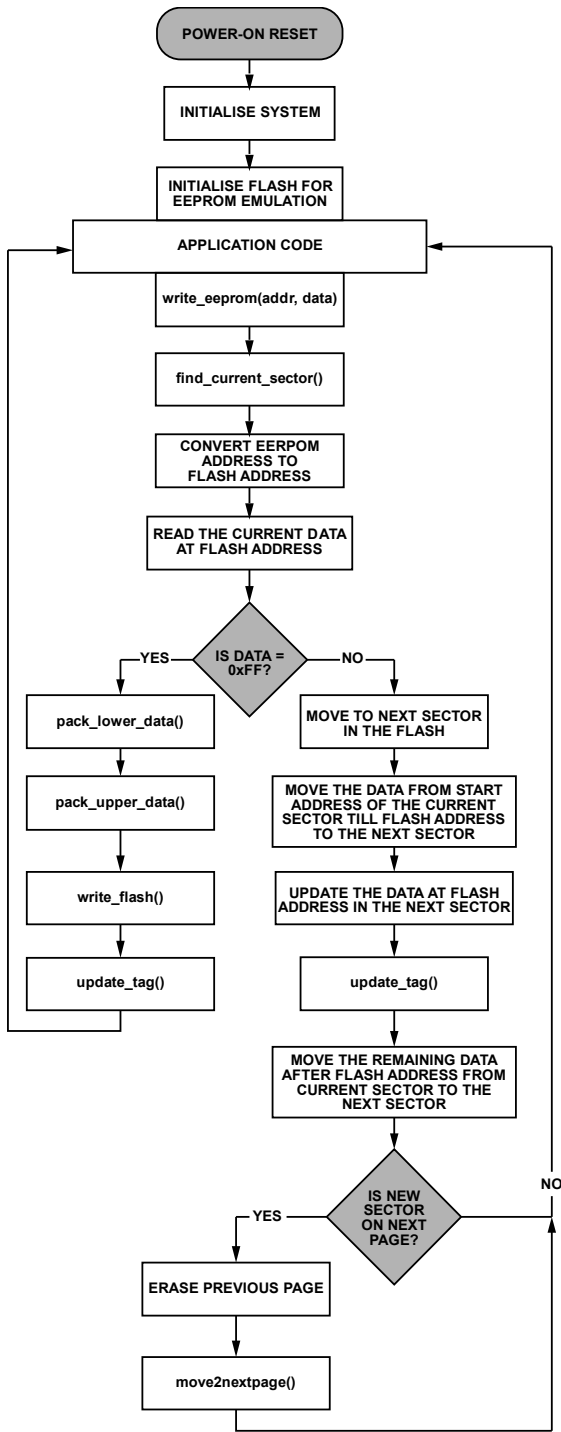 POWER-ON RESET
INITIALISE SYSTEM
INITIALISE FLASH FOR
EEPROM EMULATION
APPLICATION CODE
write_eeprom(addr, data)
find_current_sector()
CONVERT EERPOM
ADDRESS TO
FLASH ADDRESS
READ THE CURRENT DATA
AT FLASH ADDRESS
IS DATA =
0xFF?
YES
NO
pack_lower_data()
pack_upper_data()
write_flash()
update_tag()
MOVE TO NEXT SECTOR
IN THE FLASH
MOVE THE DATA FROM START
ADDRESS OF THE CURRENT
SECTOR TILL FLASH ADDRESS
TO THE NEXT SECTOR
UPDATE THE DATA AT FLASH
ADDRESS IN THE NEXT SECTOR
update_tag()
MOVE THE REMAINING DATA
AFTER FLASH ADDRESS FROM
CURRENT SECTOR TO THE
NEXT SECTOR
IS NEW
SECTOR
ON NEXT
PAGE?
YES
NO
ERASE PREVIOUS PAGE
move2nextpage()